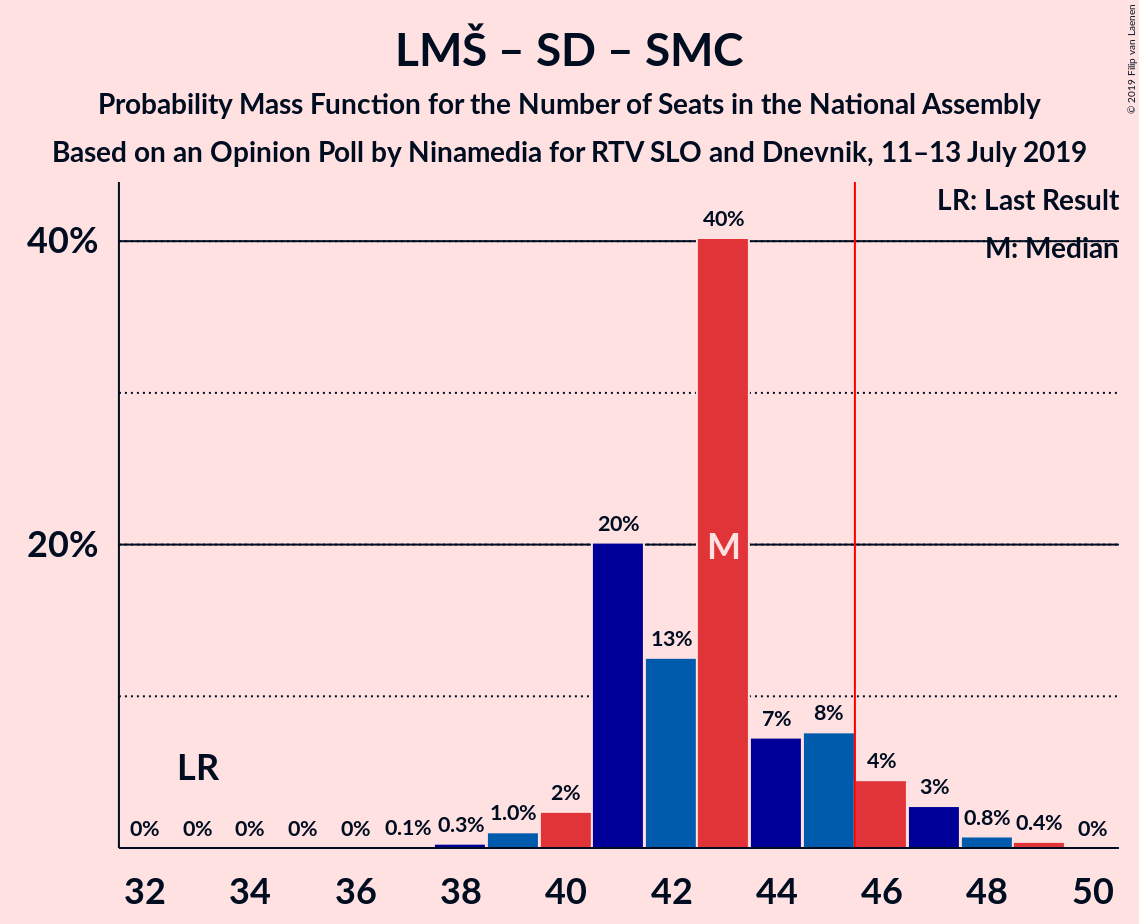 LMŠ – SD – SMC
Probability Mass Function for the Number of Seats in the National Assembly
Based on an Opinion Poll by Ninamedia for RTV SLO and Dnevnik, 11–13 July 2019
© 2019 Filip van Laenen
LR: Last Result
M: Median
40%
20%
LR
M
0%
0%
0%
0%
0%
0.1%
0.3%
1.0%
2%
20%
13%
40%
7%
8%
4%
3%
0.8%
0.4%
0%
32 34 36 38 40 42 44 46 48 50